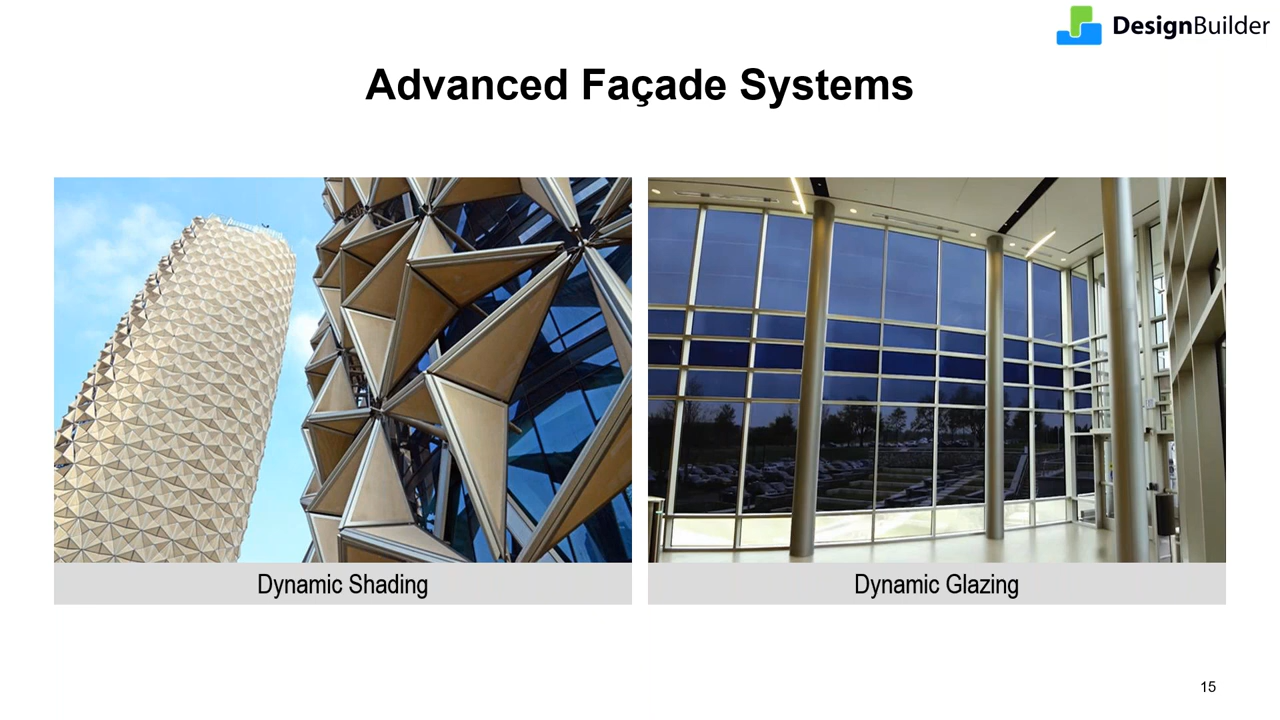 DesignBuilder
Advanced Façade Systems
Dynamic Shading
Dynamic Glazing
15